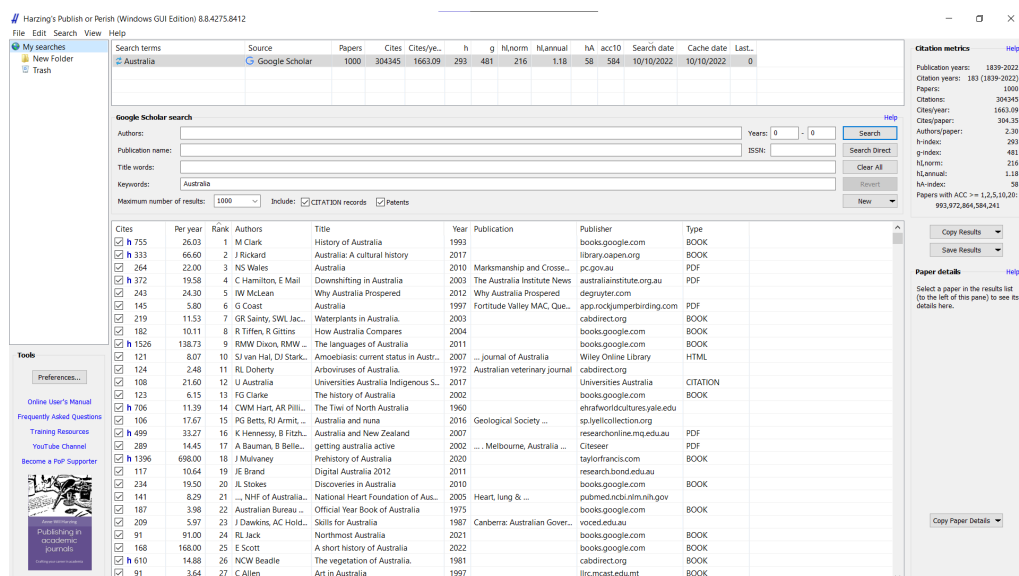 Harzing's Publish or Perish (Windows GUI Edition) 8.8.4275.8412
File Edit Search View Help
My searches
New Folder
Trash
Search terms Source Papers Cites Cites/ye... h g hI,norm hI,annual hA acc10 Search date Cache date Last...
Australia Google Scholar 1000 304345 1663.09 293 481 216 1.18 58 584 10/10/2022 10/10/2022 0
Google Scholar search Help
Authors: Years: 0 - 0 Search
Publication name: ISSN: Search Direct
Title words: Clear All
Keywords: Australia Revert
Maximum number of results: 1000 Include: CITATION records Patents New
Cites Per year Rank Authors Title Year Publication Publisher Type
h 755 26.03 1 M Clark History of Australia 1993 books.google.com BOOK
h 333 66.60 2 J Rickard Australia: A cultural history 2017 library.oapen.org BOOK
264 22.00 3 NS Wales Australia 2010 Marksmanship and Crosse... pc.gov.au PDF
h 372 19.58 4 C Hamilton, E Mail Downshifting in Australia 2003 The Australia Institute News australiainstitute.org.au PDF
243 24.30 5 IW McLean Why Australia Prospered 2012 Why Australia Prospered degruyter.com
145 5.80 6 G Coast Australia 1997 Fortitude Valley MAC, Que... app.rockjumperbirding.com PDF
219 11.53 7 GR Sainty, SWL Jac... Waterplants in Australia. 2003 cabdirect.org BOOK
182 10.11 8 R Tiffen, R Gittins How Australia Compares 2004 books.google.com BOOK
h 1526 138.73 9 RMW Dixon, RMW ... The languages of Australia 2011 books.google.com BOOK
121 8.07 10 SJ van Hal, DJ Stark... Amoebiasis: current status in Austr... 2007 ... journal of Australia Wiley Online Library HTML
124 2.48 11 RL Doherty Arboviruses of Australia. 1972 Australian veterinary journal cabdirect.org
108 21.60 12 U Australia Universities Australia Indigenous S... 2017 Universities Australia CITATION
123 6.15 13 FG Clarke The history of Australia 2002 books.google.com BOOK
h 706 11.39 14 CWM Hart, AR Pilli... The Tiwi of North Australia 1960 ehrafworldcultures.yale.edu
106 17.67 15 PG Betts, RJ Armit, ... Australia and nuna 2016 Geological Society ... sp.lyellcollection.org
h 499 33.27 16 K Hennessy, B Fitzh... Australia and New Zealand 2007 researchonline.mq.edu.au PDF
289 14.45 17 A Bauman, B Belle... getting australia active 2002 ... . Melbourne, Australia ... Citeseer PDF
h 1396 698.00 18 J Mulvaney Prehistory of Australia 2020 taylorfrancis.com BOOK
117 10.64 19 JE Brand Digital Australia 2012 2011 research.bond.edu.au
234 19.50 20 JL Stokes Discoveries in Australia 2010 books.google.com BOOK
141 8.29 21 ..., NHF of Australia... National Heart Foundation of Aus... 2005 Heart, lung & ... pubmed.ncbi.nlm.nih.gov
187 3.98 22 Australian Bureau ... Official Year Book of Australia 1975 books.google.com BOOK
209 5.97 23 J Dawkins, AC Hold... Skills for Australia 1987 Canberra: Australian Gover... voced.edu.au
91 91.00 24 RL Jack Northmost Australia 2021 books.google.com BOOK
168 168.00 25 E Scott A short history of Australia 2022 books.google.com BOOK
h 610 14.88 26 NCW Beadle The vegetation of Australia. 1981 cabdirect.org BOOK
91 3.64 27 C Allen Art in Australia 1997 llrc.mcast.edu.mt BOOK
Tools
Preferences...
Online User's Manual
Frequently Asked Questions
Training Resources
YouTube Channel
Become a PoP Supporter
Anne-Wil Harzing
Publishing in
academic
journals
Citation metrics Help
Publication years: 1839-2022
Citation years: 183 (1839-2022)
Papers: 1000
Citations: 304345
Cites/year: 1663.09
Cites/paper: 304.35
Authors/paper: 2.30
h-index: 293
g-index: 481
hI,norm: 216
hI,annual: 1.18
hA-index: 58
Papers with ACC >= 1,2,5,10,20:
993,972,864,584,241
Copy Results
Save Results
Paper details Help
Select a paper in the results list
(to the left of this pane) to see its
details here.
Copy Paper Details